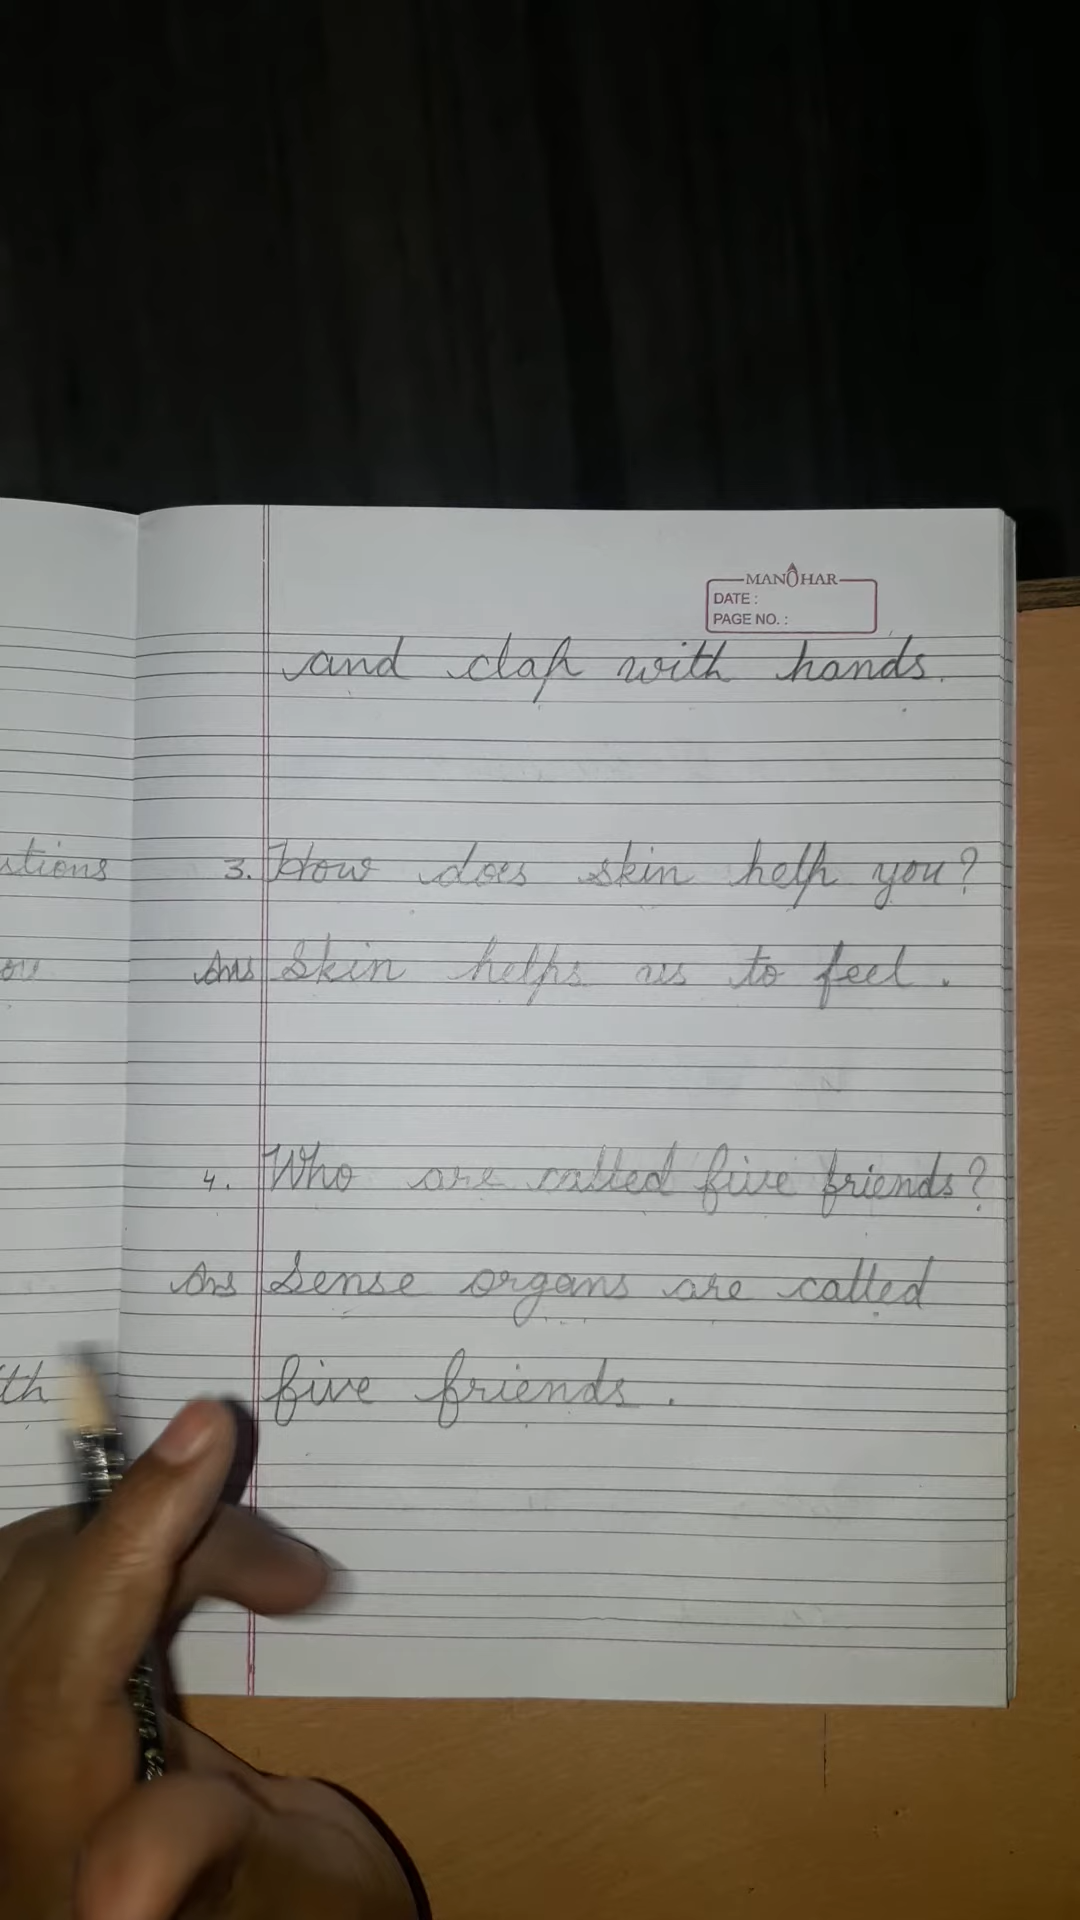 MANOHAR
DATE :
PAGE NO. :
and clap with hands.
3. How does skin help you?
Ans Skin helps us to feel.
4. Who are called five friends?
Ans Sense organs are called
five friends.